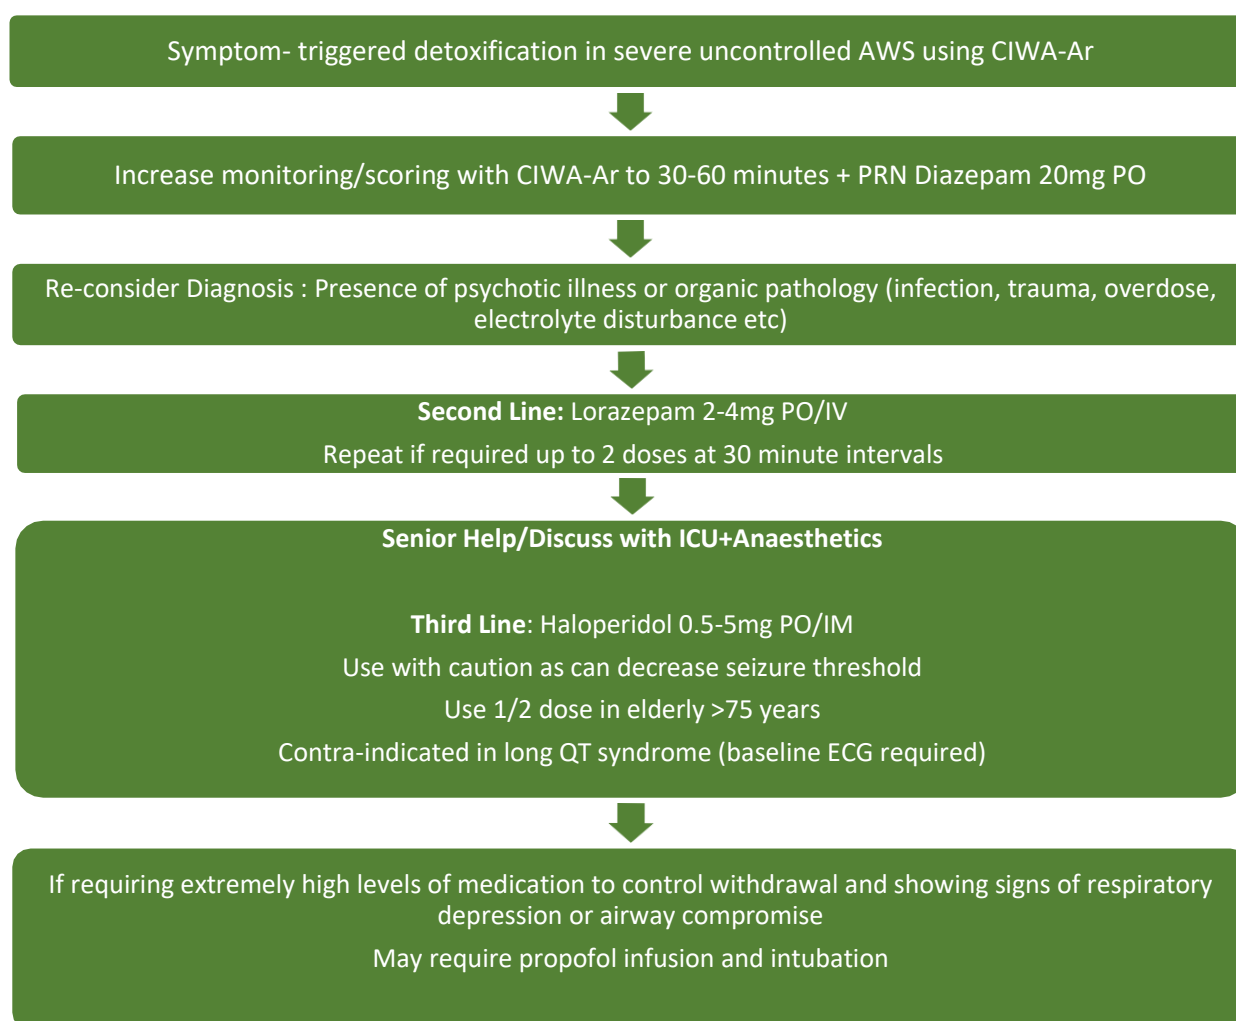 Symptom- triggered detoxification in severe uncontrolled AWS using CIWA-Ar
Increase monitoring/scoring with CIWA-Ar to 30-60 minutes + PRN Diazepam 20mg PO
Re-consider Diagnosis : Presence of psychotic illness or organic pathology (infection, trauma, overdose,
electrolyte disturbance etc)
Second Line: Lorazepam 2-4mg PO/IV
Repeat if required up to 2 doses at 30 minute intervals
Senior Help/Discuss with ICU+Anaesthetics
Third Line: Haloperidol 0.5-5mg PO/IM
Use with caution as can decrease seizure threshold
Use 1/2 dose in elderly >75 years
Contra-indicated in long QT syndrome (baseline ECG required)
If requiring extremely high levels of medication to control withdrawal and showing signs of respiratory
depression or airway compromise
May require propofol infusion and intubation